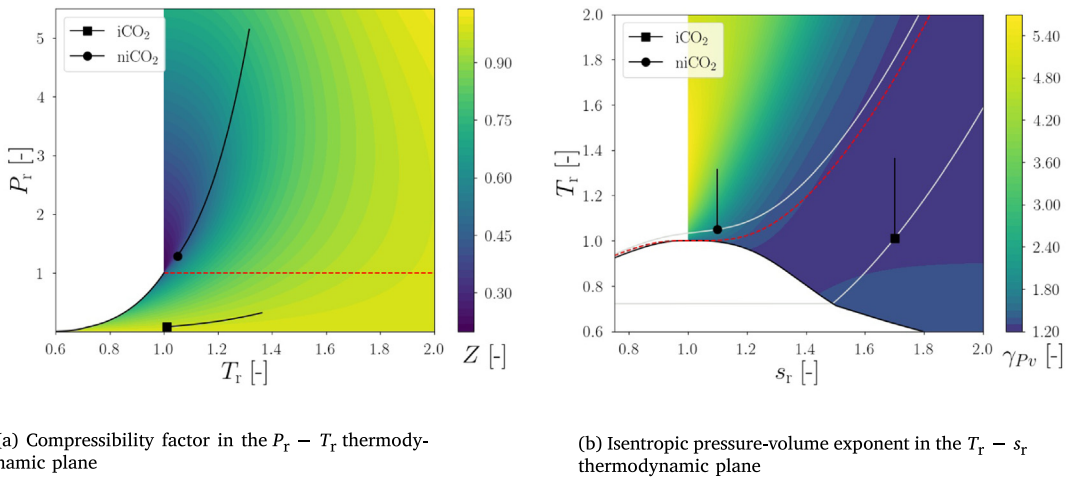 iCO2
niCO2
5
4
3
2
1
Pr [-]
0.6 0.8 1.0 1.2 1.4 1.6 1.8 2.0
Tr [-]
0.90
0.75
0.60
0.45
0.30
Z [-]
(a) Compressibility factor in the Pr − Tr thermody-
namic plane
iCO2
niCO2
2.0
1.8
1.6
1.4
1.2
1.0
0.8
0.6
Tr [-]
0.8 1.0 1.2 1.4 1.6 1.8 2.0
sr [-]
5.40
4.80
4.20
3.60
3.00
2.40
1.80
1.20
γPv [-]
(b) Isentropic pressure-volume exponent in the Tr − sr
thermodynamic plane